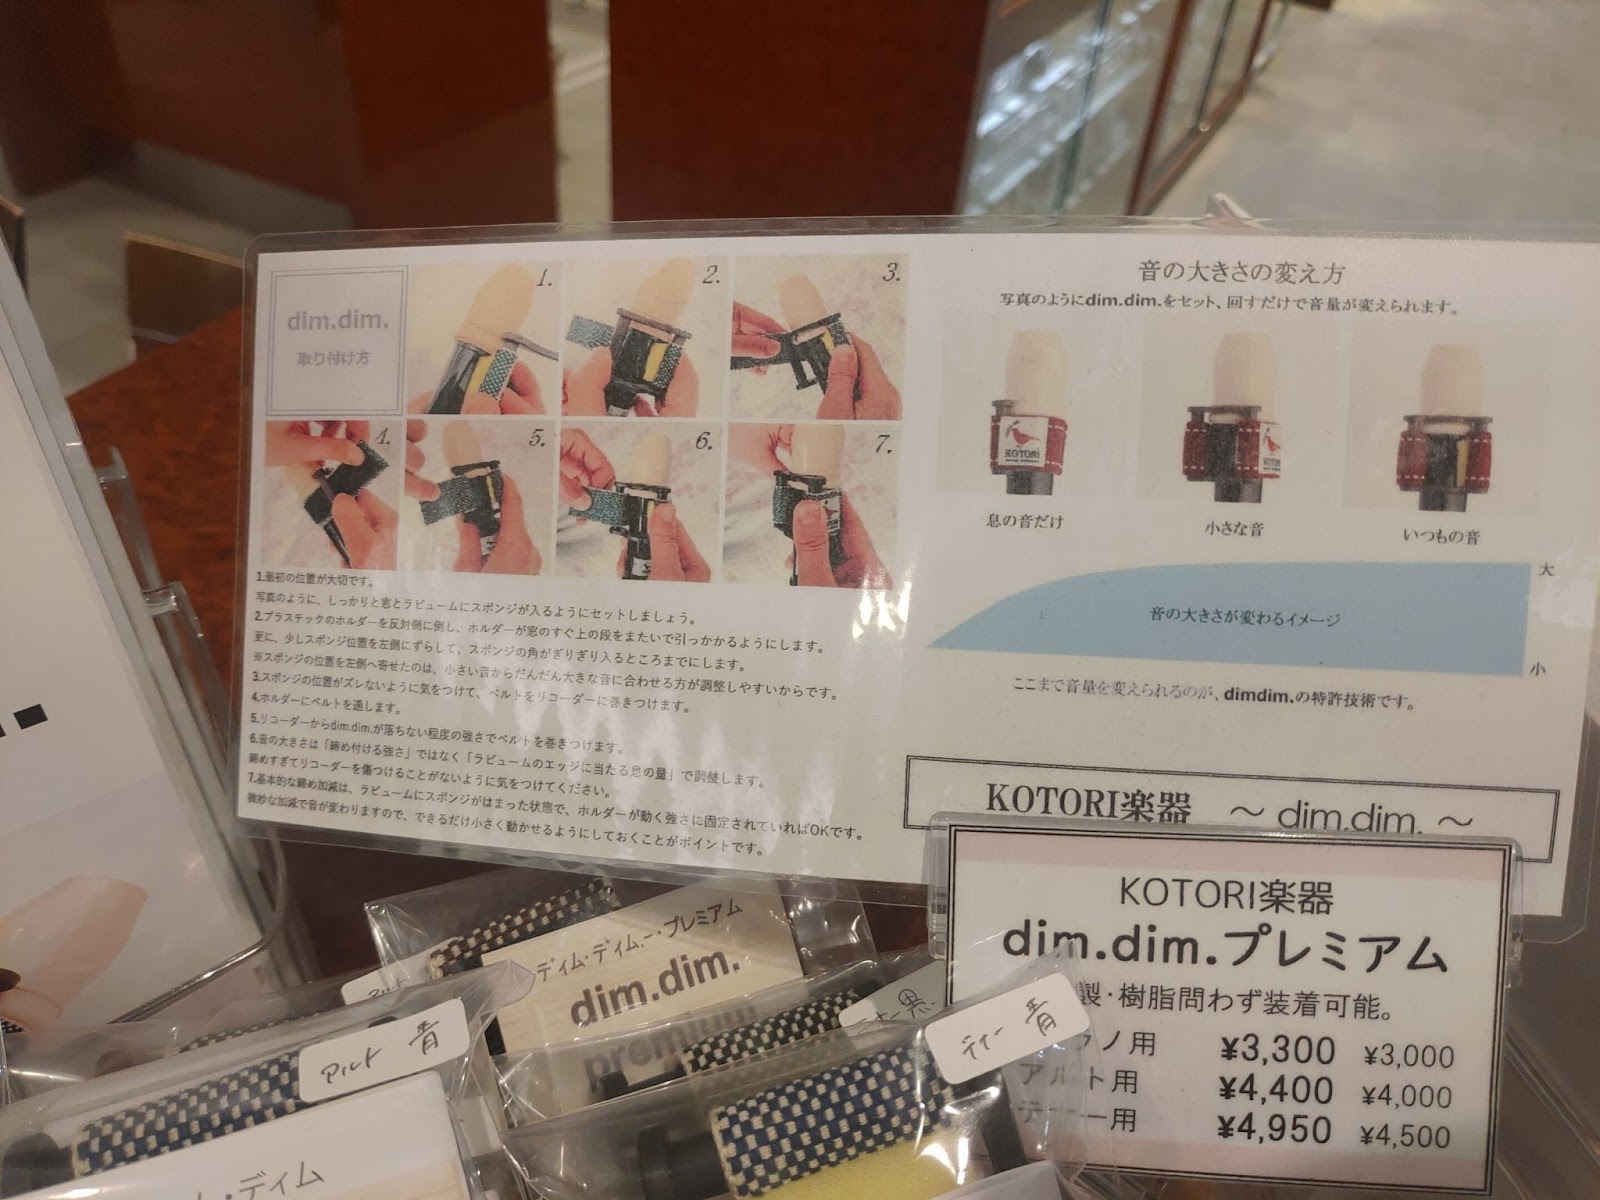 dim.dim.
取り付け方
1.
2.
3.
4.
5.
6.
7.
1.最初の位置が大切です。
写真のように、しっかりと窓とラビュームにスポンジが入るようにセットしましょう。
2.プラスチックのホルダーを反対側に倒し、ホルダーが窓のすぐ上の段をまたいで引っかかるようにします。
更に、少しスポンジ位置を左側にずらして、スポンジの角がぎりぎり入るところまでにします。
※スポンジの位置を左側へ寄せたのは、小さい音からだんだん大きな音に合わせる方が調整しやすいからです。
3.スポンジの位置がズレないように気をつけて、ベルトをリコーダーに巻きつけます。
4.ホルダーにベルトを通します。
5.リコーダーからdim.dim.が落ちない程度の強さでベルトを巻きつけます。
6.音の大きさは「締め付ける強さ」ではなく「ラビュームのエッジに当たる息の量」で調整します。
締めすぎてリコーダーを傷つけることがないように気をつけてください。
7.基本的な締め加減は、ラビュームにスポンジがはまった状態で、ホルダーが動く強さに固定されていればOKです。
微妙な加減で音が変わりますので、できるだけ小さく動かせるようにしておくことがポイントです。
音の大きさの変え方
写真のようにdim.dim.をセット、回すだけで音量が変えられます。
KOTORI
KOTORI
息の音だけ
小さな音
いつもの音
大
音の大きさが変わるイメージ
小
ここまで音量を変えられるのが、dimdim.の特許技術です。
KOTORI楽器 〜 dim.dim. 〜
KOTORI楽器
dim.dim.プレミアム
製・樹脂問わず装着可能。
ノ用 ¥3,300 ¥3,000
アルト用 ¥4,400 ¥4,000
テナー用 ¥4,950 ¥4,500
ディム・ディム.・プレミアム
dim.dim.
premium
アルト 青
テナー 黒
テナー 青
・ディム